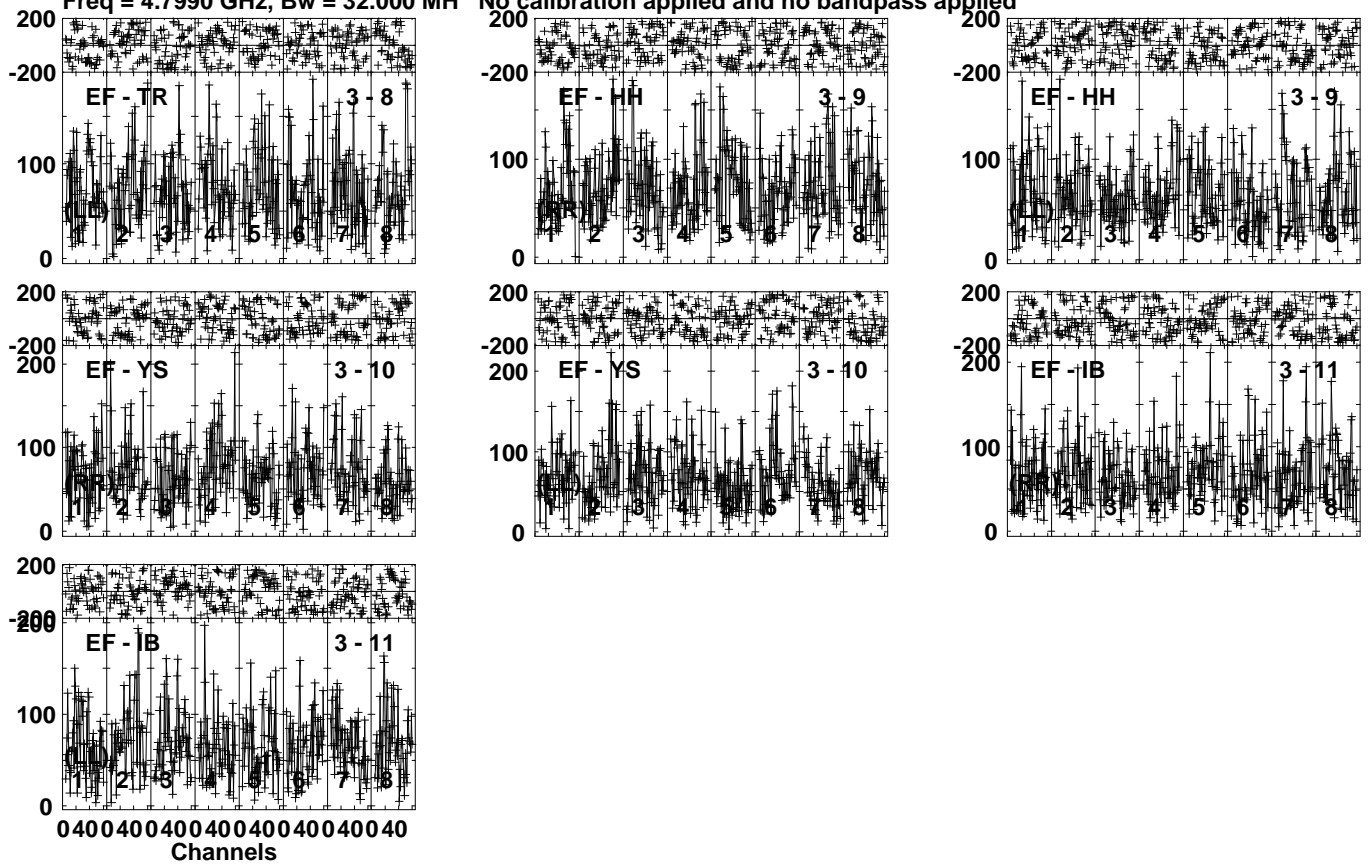 Freq = 4.7990 GHz, Bw = 32.000 MH No calibration applied and no bandpass applied
200
-200
EF - TR 3 - 8
100
(LL)
1 2 3 4 5 6 7 8
0
200
-200
EF - HH 3 - 9
100
(RR)
1 2 3 4 5 6 7 8
0
200
-200
EF - HH 3 - 9
100
(LL)
1 2 3 4 5 6 7 8
0
200
-200
200
EF - YS 3 - 10
100
(RR)
1 2 3 4 5 6 7 8
0
200
-200
200
EF - YS 3 - 10
100
(LL)
1 2 3 4 5 6 7 8
0
200
-200
200
EF - IB 3 - 11
100
(RR)
1 2 3 4 5 6 7 8
0
200
-200
200
EF - IB 3 - 11
100
(LL)
1 2 3 4 5 6 7 8
0
0 40 0 40 0 40 0 40 0 40 0 40 0 40 0 40
Channels